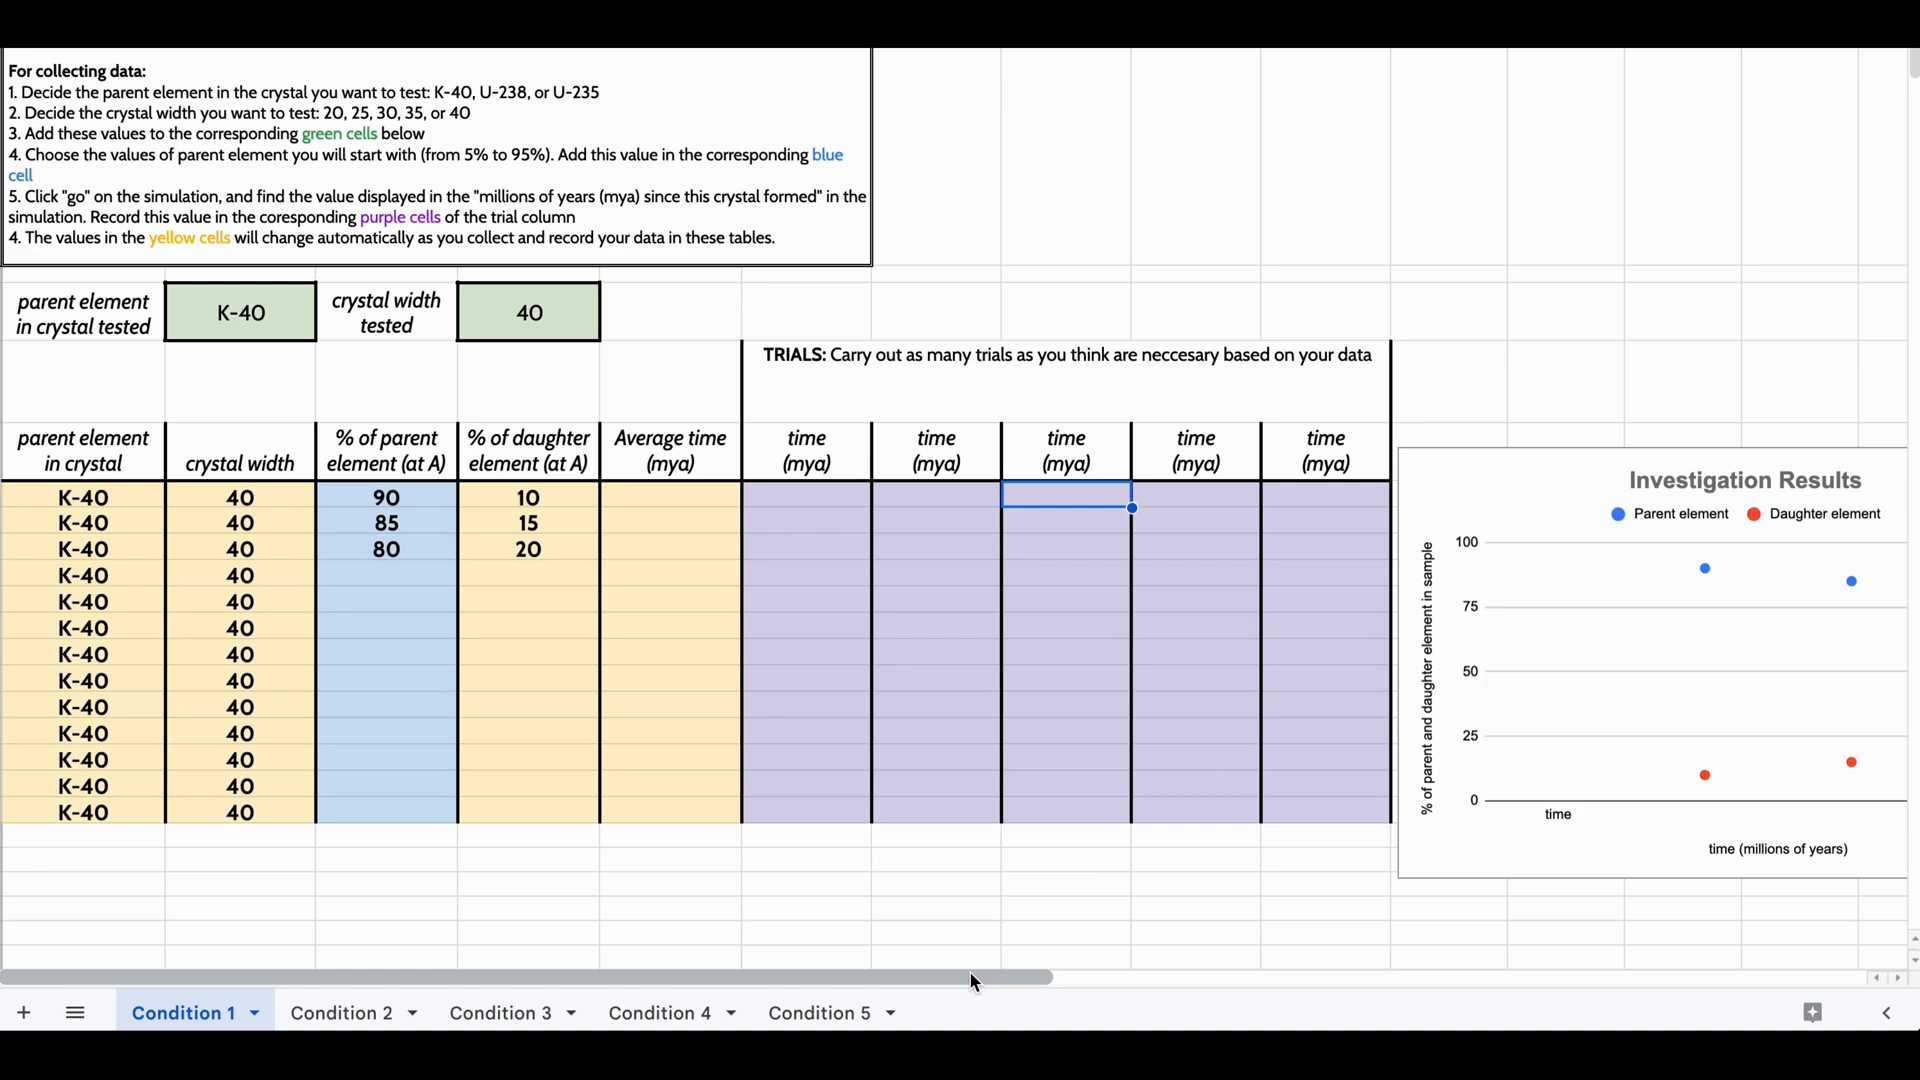 For collecting data:
1. Decide the parent element in the crystal you want to test: K-40, U-238, or U-235
2. Decide the crystal width you want to test: 20, 25, 30, 35, or 40
3. Add these values to the corresponding green cells below
4. Choose the values of parent element you will start with (from 5% to 95%). Add this value in the corresponding blue
cell
5. Click "go" on the simulation, and find the value displayed in the "millions of years (mya) since this crystal formed" in the
simulation. Record this value in the coresponding purple cells of the trial column
4. The values in the yellow cells will change automatically as you collect and record your data in these tables.
parent element
in crystal tested
K-40
crystal width
tested
40
TRIALS: Carry out as many trials as you think are neccesary based on your data
parent element
in crystal
crystal width
% of parent
element (at A)
% of daughter
element (at A)
Average time
(mya)
time
(mya)
time
(mya)
time
(mya)
time
(mya)
time
(mya)
K-40 40 90 10
K-40 40 85 15
K-40 40 80 20
K-40 40
K-40 40
K-40 40
K-40 40
K-40 40
K-40 40
K-40 40
K-40 40
K-40 40
K-40 40
Investigation Results
Parent element Daughter element
% of parent and daughter element in sample
100
75
50
25
0
time
time (millions of years)
Condition 1 Condition 2 Condition 3 Condition 4 Condition 5